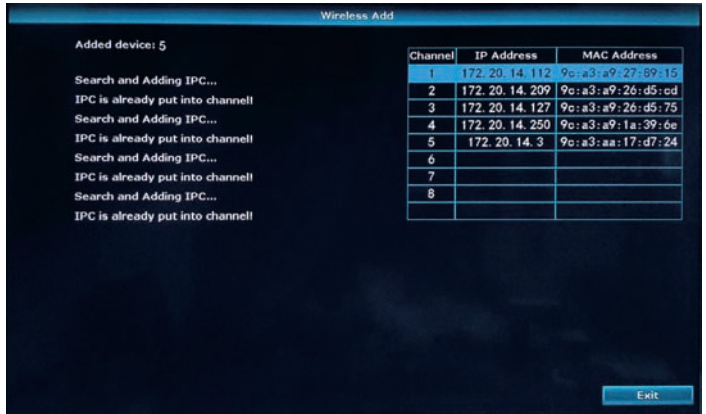 Wireless Add
Added device: 5
Search and Adding IPC...
IPC is already put into channel!
Search and Adding IPC...
IPC is already put into channel!
Search and Adding IPC...
IPC is already put into channel!
Search and Adding IPC...
IPC is already put into channel!
Channel IP Address MAC Address
1 172. 20. 14. 112 9c:a3:a9:27:89:15
2 172. 20. 14. 209 9c:a3:a9:26:d5:cd
3 172. 20. 14. 127 9c:a3:a9:26:d5:75
4 172. 20. 14. 250 9c:a3:a9:1a:39:6e
5 172. 20. 14. 3 9c:a3:aa:17:d7:24
6
7
8
Exit